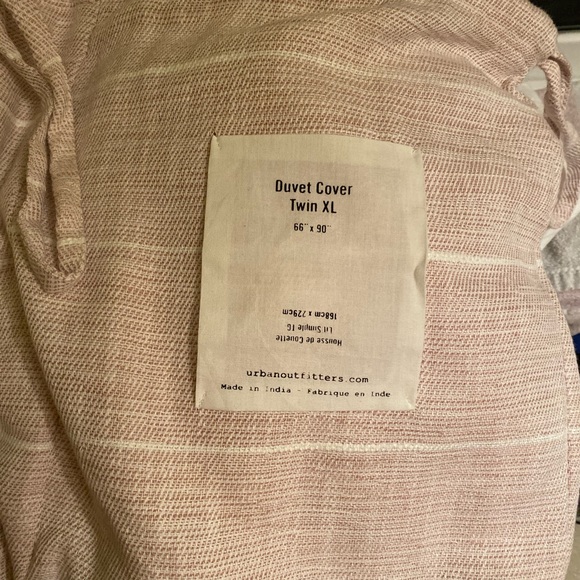 Duvet Cover
Twin XL
66" x 90"
Housse de Couette
Lit Simple TG
168cm x 229cm
urbanoutfitters.com
Made in India - Fabrique en Inde